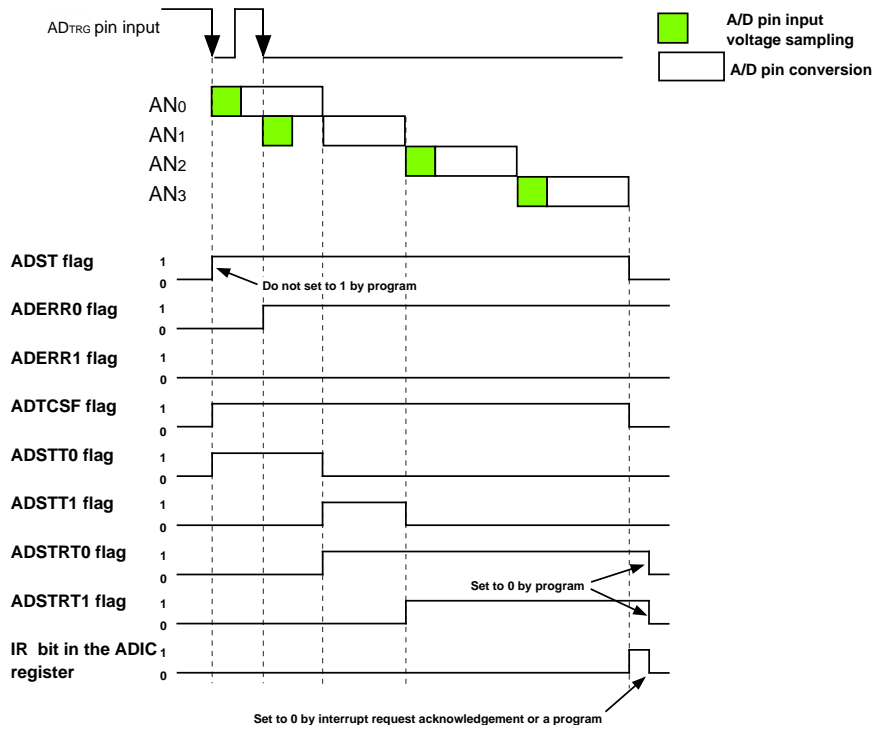 ADTRG pin input
A/D pin input
voltage sampling
A/D pin conversion
AN0
AN1
AN2
AN3
ADST flag
1
0
Do not set to 1 by program
ADERR0 flag
1
0
ADERR1 flag
1
0
ADTCSF flag
1
0
ADSTT0 flag
1
0
ADSTT1 flag
1
0
ADSTRT0 flag
1
0
Set to 0 by program
ADSTRT1 flag
1
0
IR bit in the ADIC
register
1
0
Set to 0 by interrupt request acknowledgement or a program